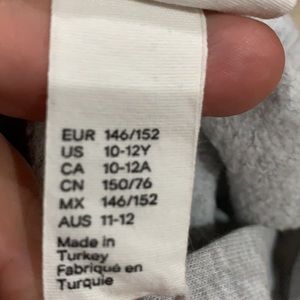 EUR 146/152
US 10-12Y
CA 10-12A
CN 150/76
MX 146/152
AUS 11-12
Made in
Turkey
Fabriqué en
Turquie